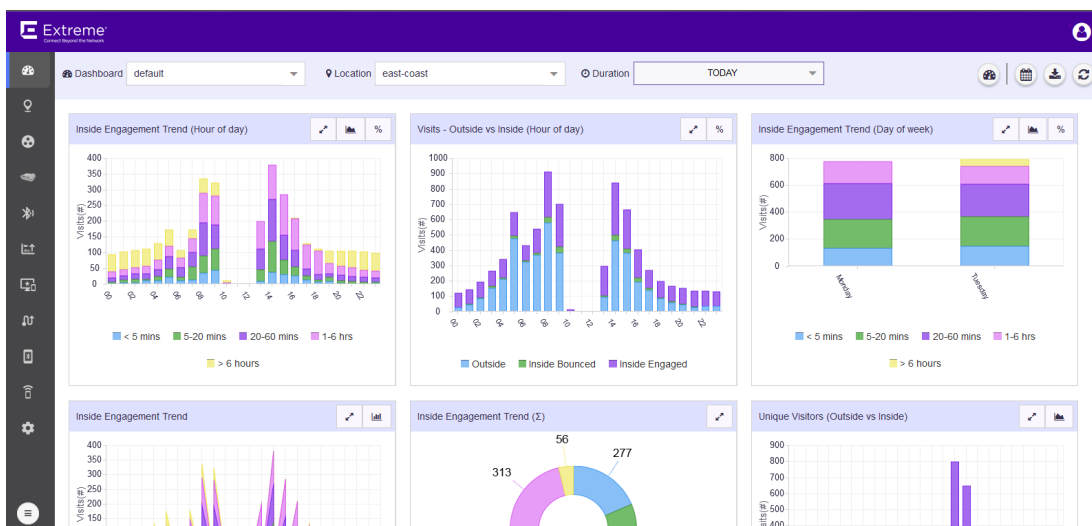 Extreme
Connect Beyond the Network
Dashboard default Location east-coast Duration TODAY
Inside Engagement Trend (Hour of day) %
400
350
300
250
200
150
100
50
0
Visits(#)
00 02 04 06 08 10 12 14 16 18 20 22
< 5 mins 5-20 mins 20-60 mins 1-6 hrs
> 6 hours
Visits - Outside vs Inside (Hour of day) %
1000
900
800
700
600
500
400
300
200
100
0
Visits(#)
00 02 04 06 08 10 12 14 16 18 20 22
Outside Inside Bounced Inside Engaged
Inside Engagement Trend (Day of week) %
800
600
400
200
0
Visits(#)
Monday Tuesday
< 5 mins 5-20 mins 20-60 mins 1-6 hrs
> 6 hours
Inside Engagement Trend
400
350
300
250
200
150
Visits(#)
Inside Engagement Trend (Σ)
56
277
313
Unique Visitors (Outside vs Inside)
900
800
700
600
500
400